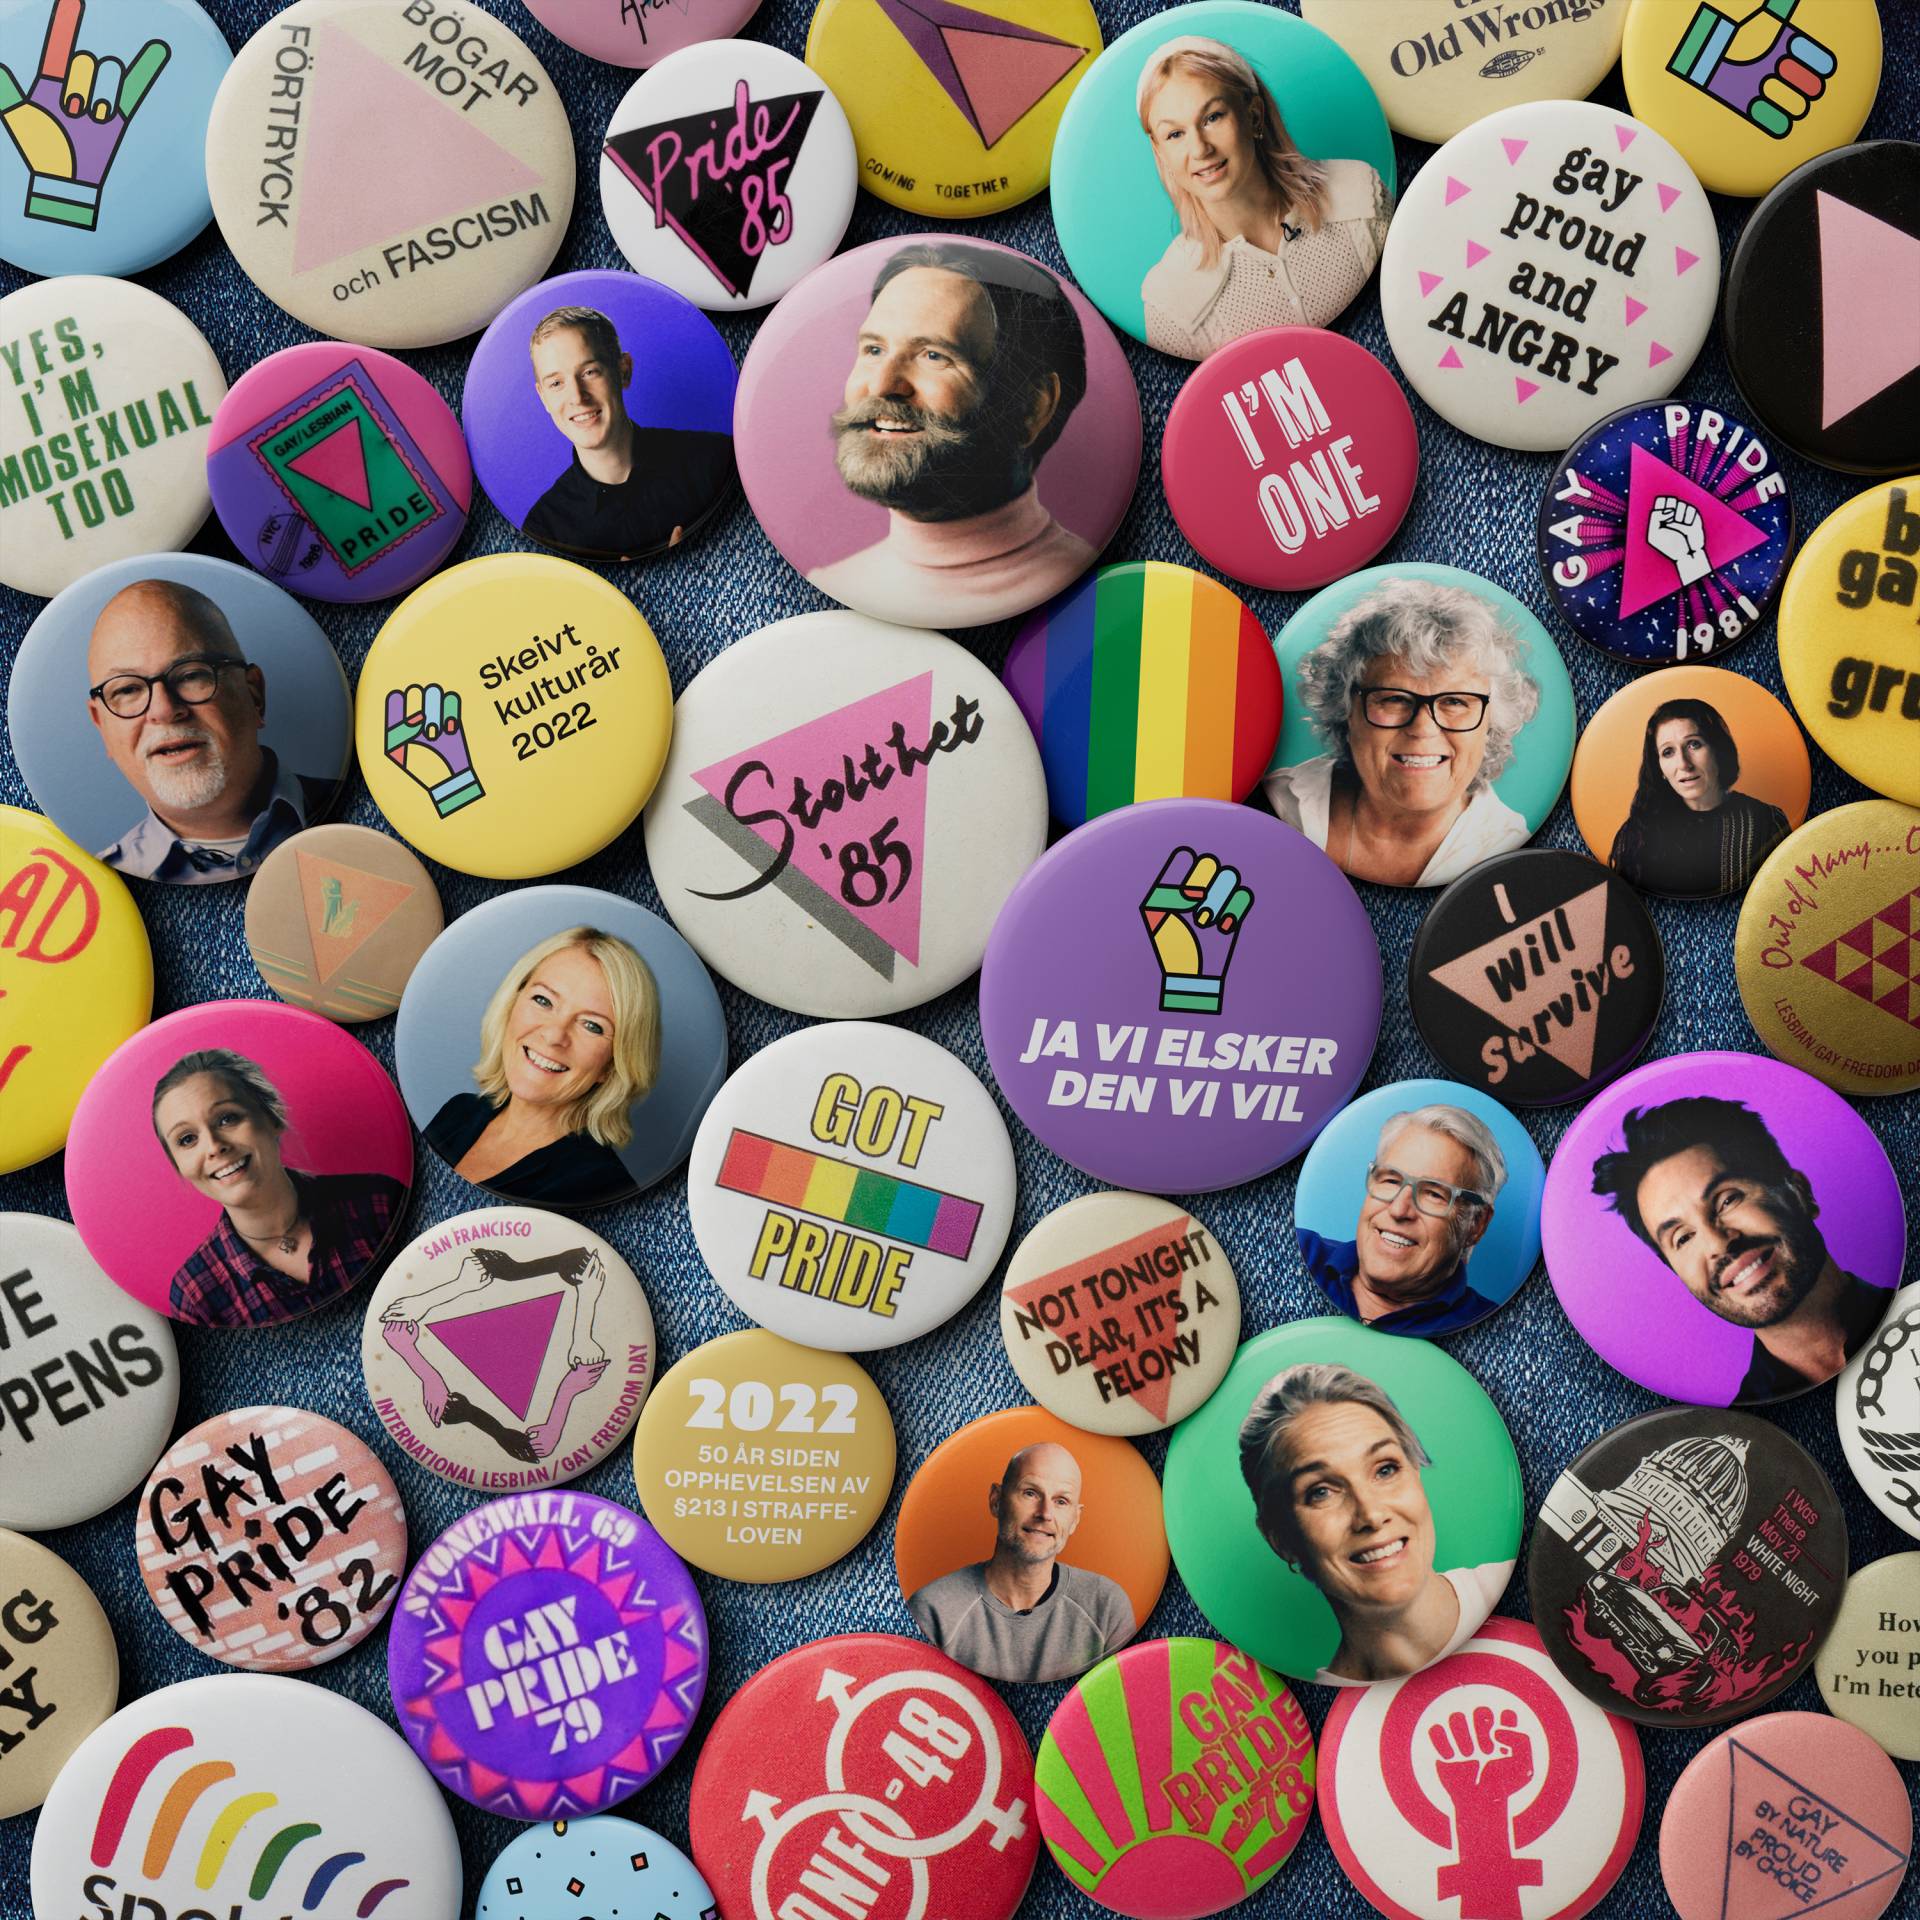 BÖGAR
MOT
FÖRTRYCK
och FASCISM
Pride
'85
COMING TOGETHER
Old Wrongs
gay
proud
and
ANGRY
YES,
I'M
MOSEXUAL
TOO
GAY/LESBIAN
PRIDE
NYC
1986
I'M
ONE
GAY PRIDE
1981
skeivt
kulturår
2022
Stolthet
'85
JA VI ELSKER
DEN VI VIL
I
Will
Survive
Out of Many...
LESBIAN/GAY FREEDOM
AD
GOT
PRIDE
NOT TONIGHT
DEAR, IT'S A
FELONY
SAN FRANCISCO
INTERNATIONAL LESBIAN/GAY FREEDOM DAY
VE
PPENS
2022
50 ÅR SIDEN
OPPHEVELSEN AV
§213 I STRAFFE-
LOVEN
GAY
PRiDE
'82
STONEWALL 69
GAY
PRIDE
79
I Was
There
May 21
1979
WHITE NIGHT
How
you p
I'm hete
-48
GAY
PRIDE
'78
GAY
BY NATURE
PROUD
BY CHOICE